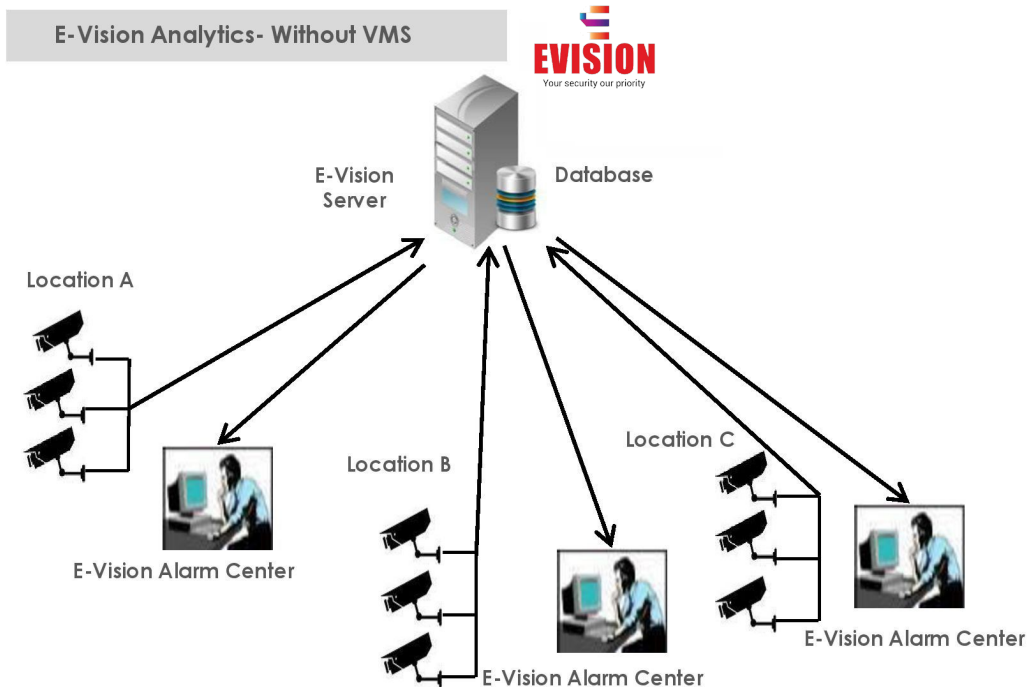 E-Vision Analytics- Without VMS
EVISION
Your security our priority
E-Vision
Server
Database
Location A
E-Vision Alarm Center
Location B
E-Vision Alarm Center
Location C
E-Vision Alarm Center